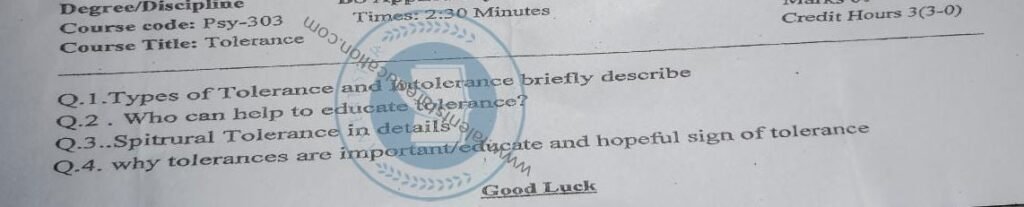 Degree/Discipline
Course code: Psy-303
Times: 2:30 Minutes
Credit Hours 3(3-0)
Course Title: Tolerance
Q.1.Types of Tolerance and Intolerance briefly describe
Q.2 . Who can help to educate tolerance?
Q.3..Spitrural Tolerance in details
Q.4. why tolerances are important/educate and hopeful sign of tolerance
Good Luck